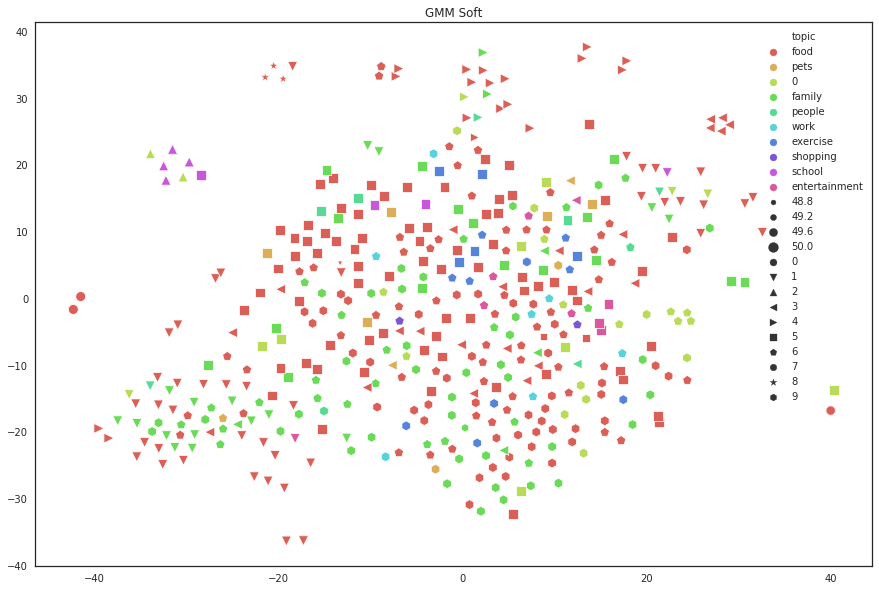 GMM Soft
40
30
20
10
0
−10
−20
−30
−40
−40
−20
0
20
40
topic
food
pets
0
family
people
work
exercise
shopping
school
entertainment
48.8
49.2
49.6
50.0
0
1
2
3
4
5
6
7
8
9